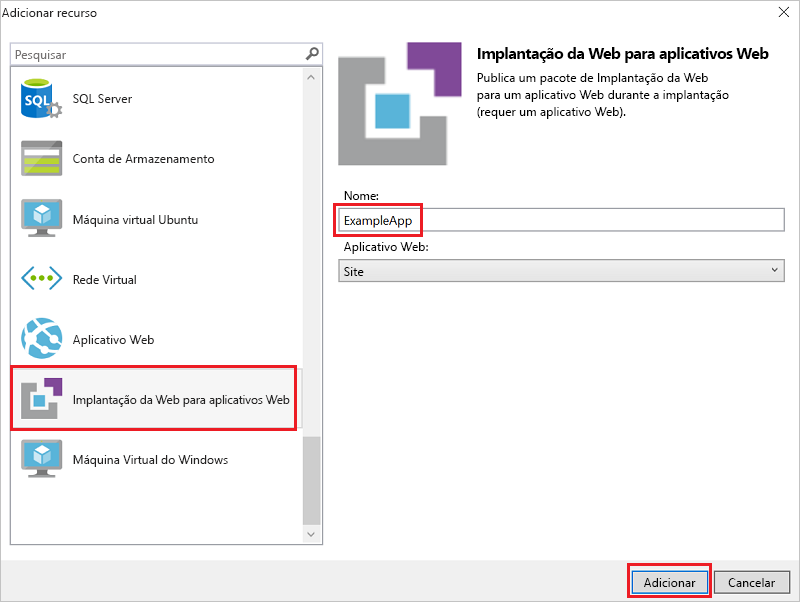 Adicionar recurso
Pesquisar
SQL
SQL Server
Conta de Armazenamento
Máquina virtual Ubuntu
Rede Virtual
Aplicativo Web
Implantação da Web para aplicativos Web
Máquina Virtual do Windows
Implantação da Web para aplicativos Web
Publica um pacote de Implantação da Web
para um aplicativo Web durante a implantação
(requer um aplicativo Web).
Nome:
ExampleApp
Aplicativo Web:
Site
Adicionar
Cancelar